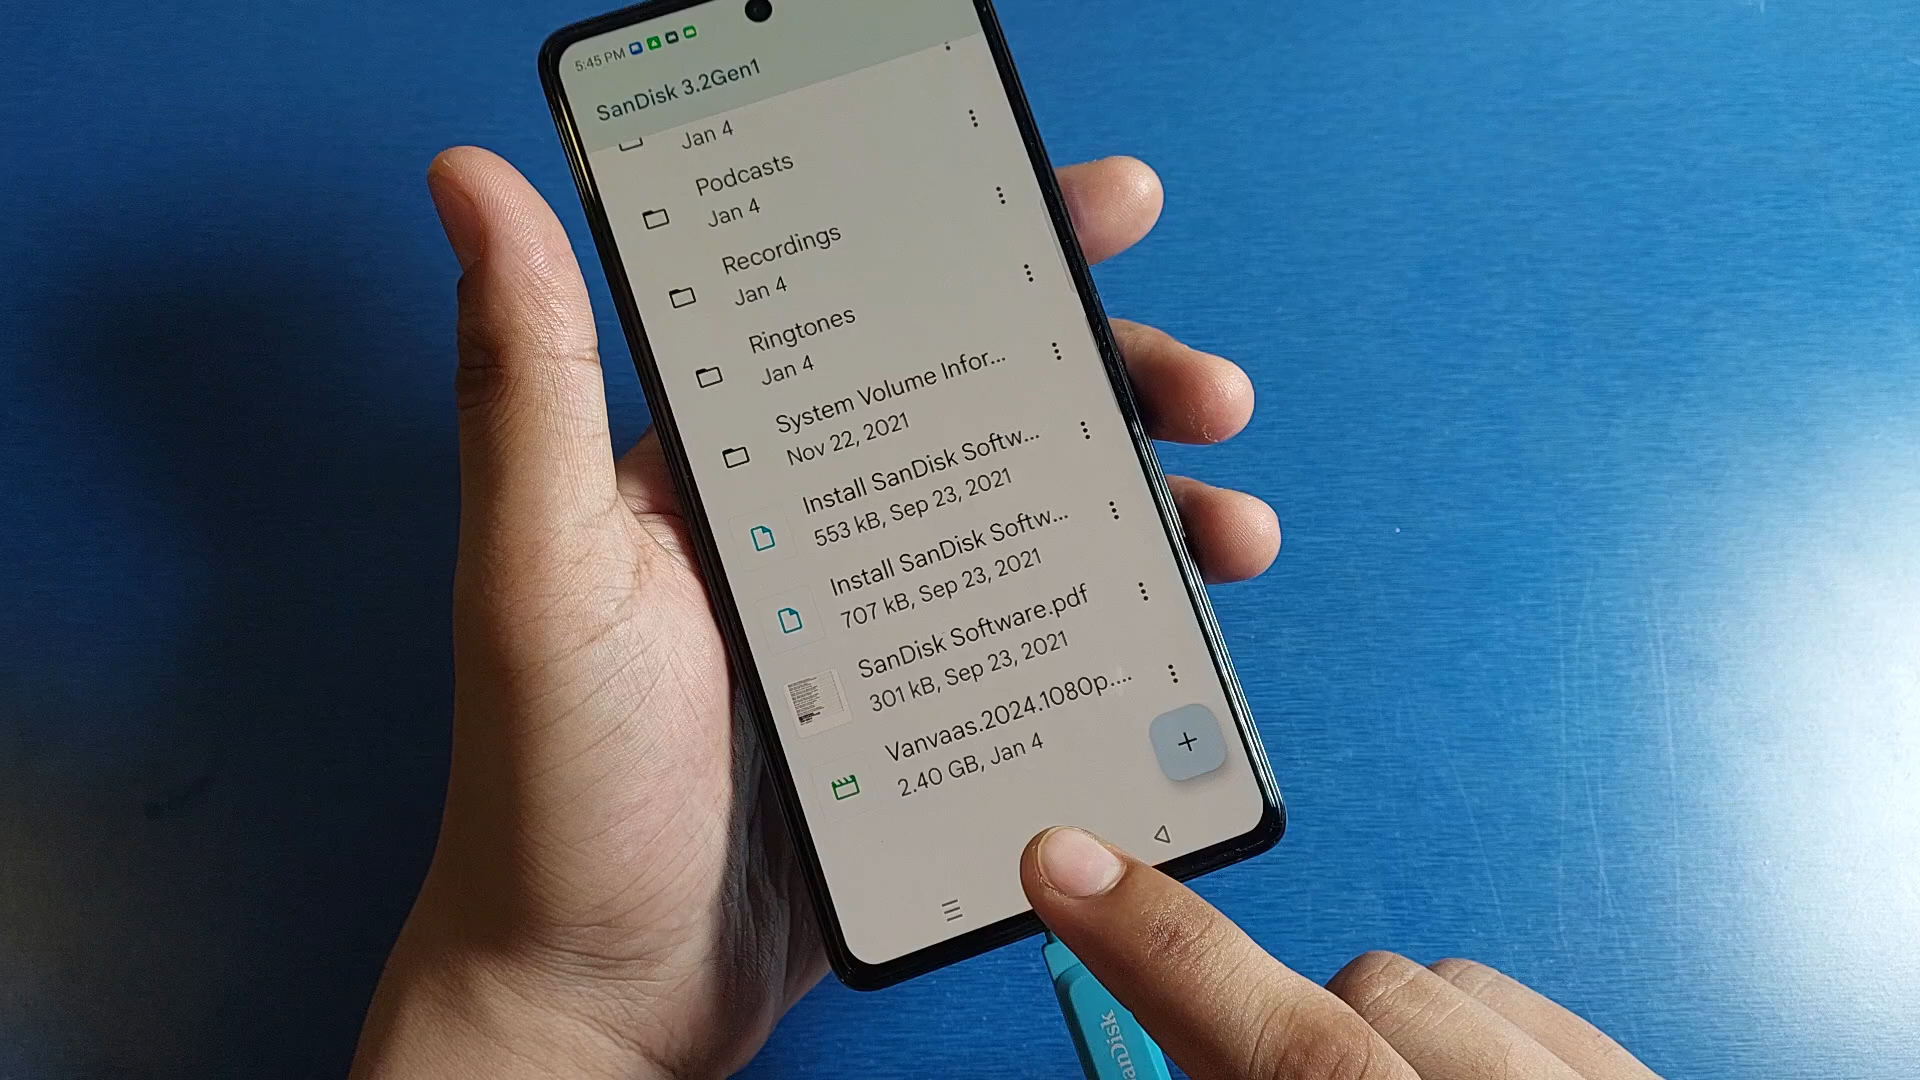 5:45 PM
SanDisk 3.2Gen1
Jan 4
Podcasts
Jan 4
Recordings
Jan 4
Ringtones
Jan 4
System Volume Infor...
Nov 22, 2021
Install SanDisk Softw...
553 kB, Sep 23, 2021
Install SanDisk Softw...
707 kB, Sep 23, 2021
SanDisk Software.pdf
301 kB, Sep 23, 2021
Vanvaas.2024.1080p....
2.40 GB, Jan 4
SanDisk